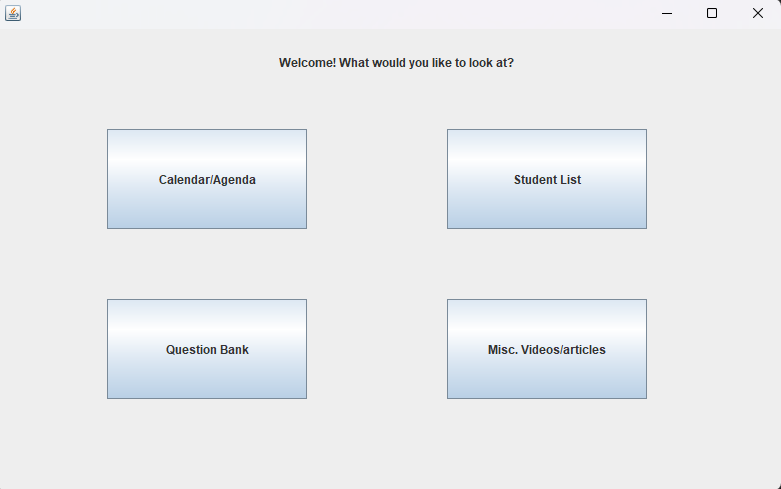 Welcome! What would you like to look at?
Calendar/Agenda
Student List
Question Bank
Misc. Videos/articles